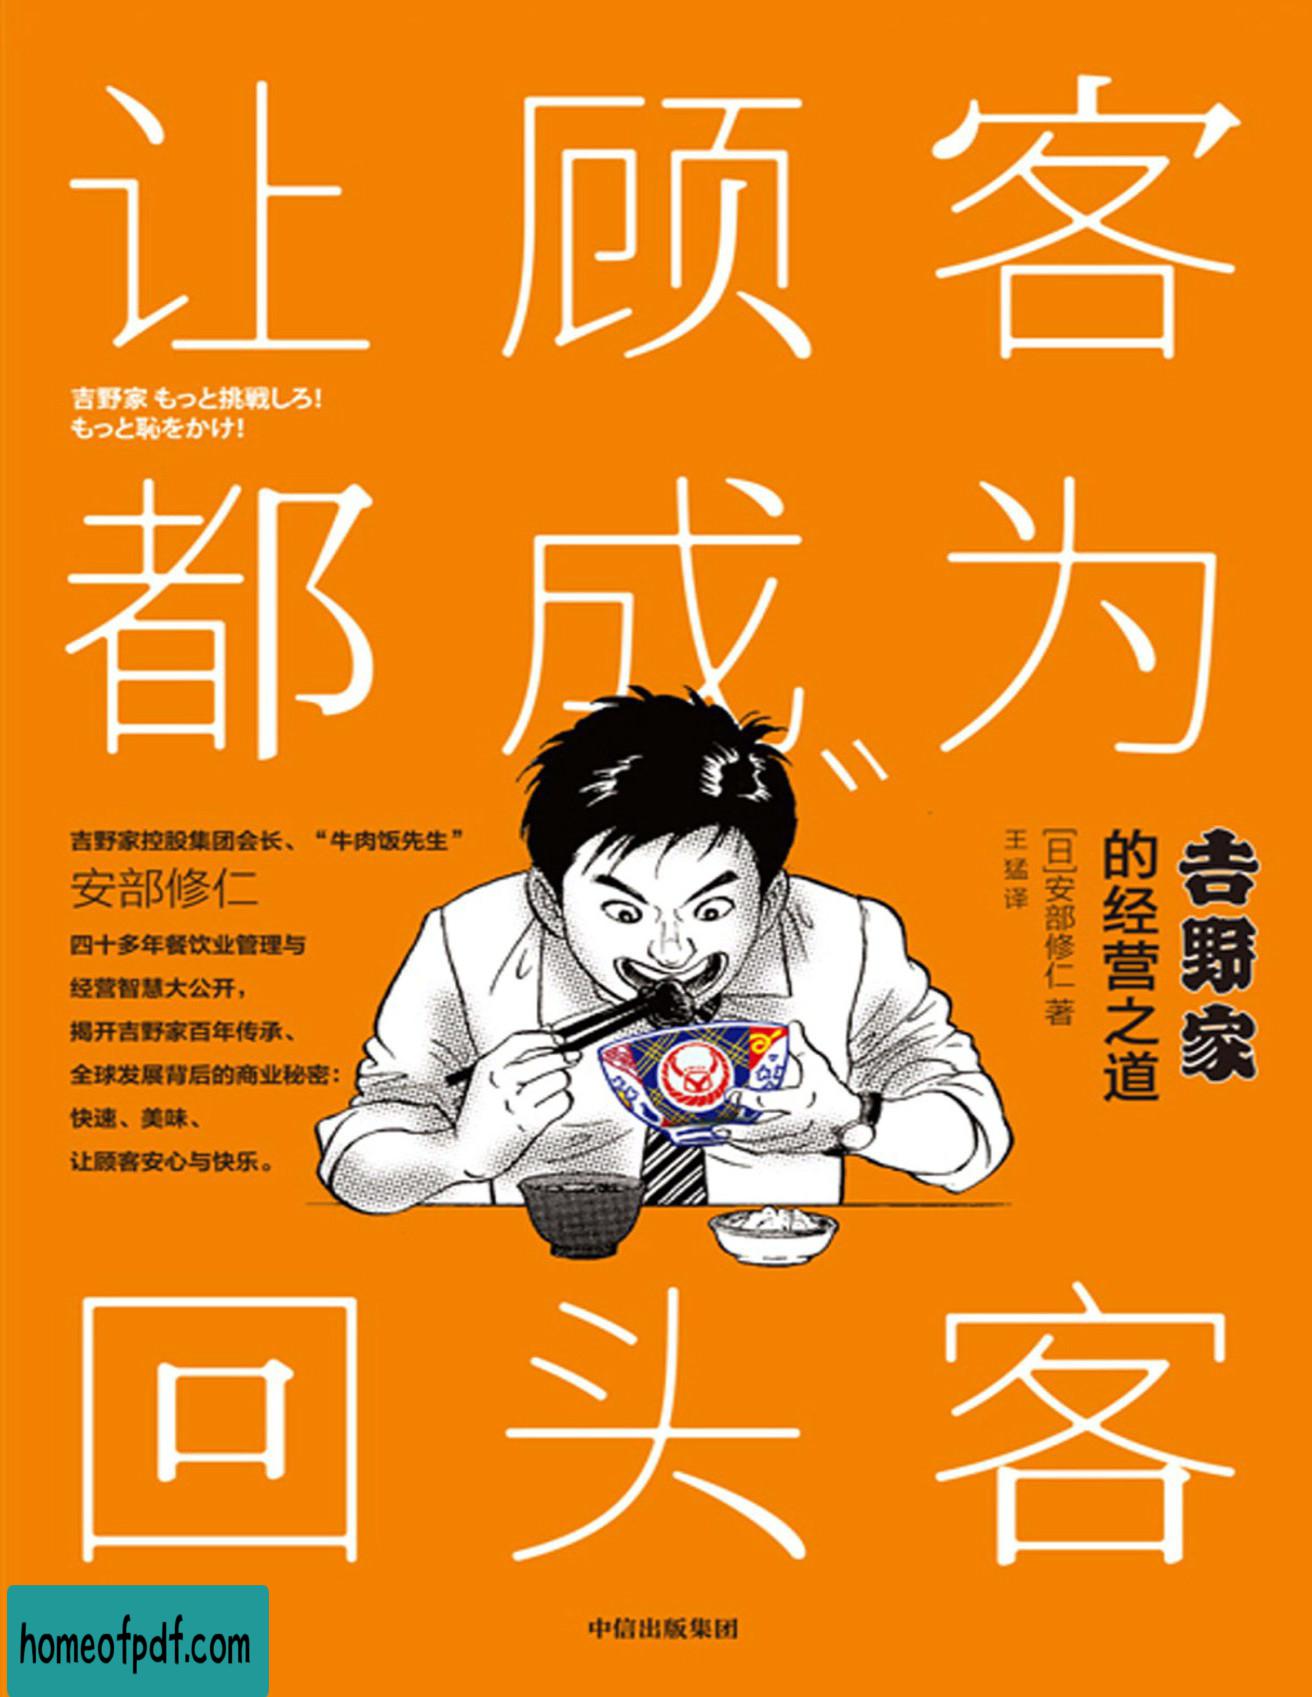 让顾客
吉野家 もっと挑戦しろ！
もっと恥をかけ！
都成为
吉野家
的经营之道
[日]安部修仁 著
王猛 译
吉野家控股集团会长、“牛肉饭先生”
安部修仁
四十多年餐饮业管理与
经营智慧大公开，
揭开吉野家百年传承、
全球发展背后的商业秘密：
快速、美味、
让顾客安心与快乐。
回头客
中信出版集团
homeofpdf.com